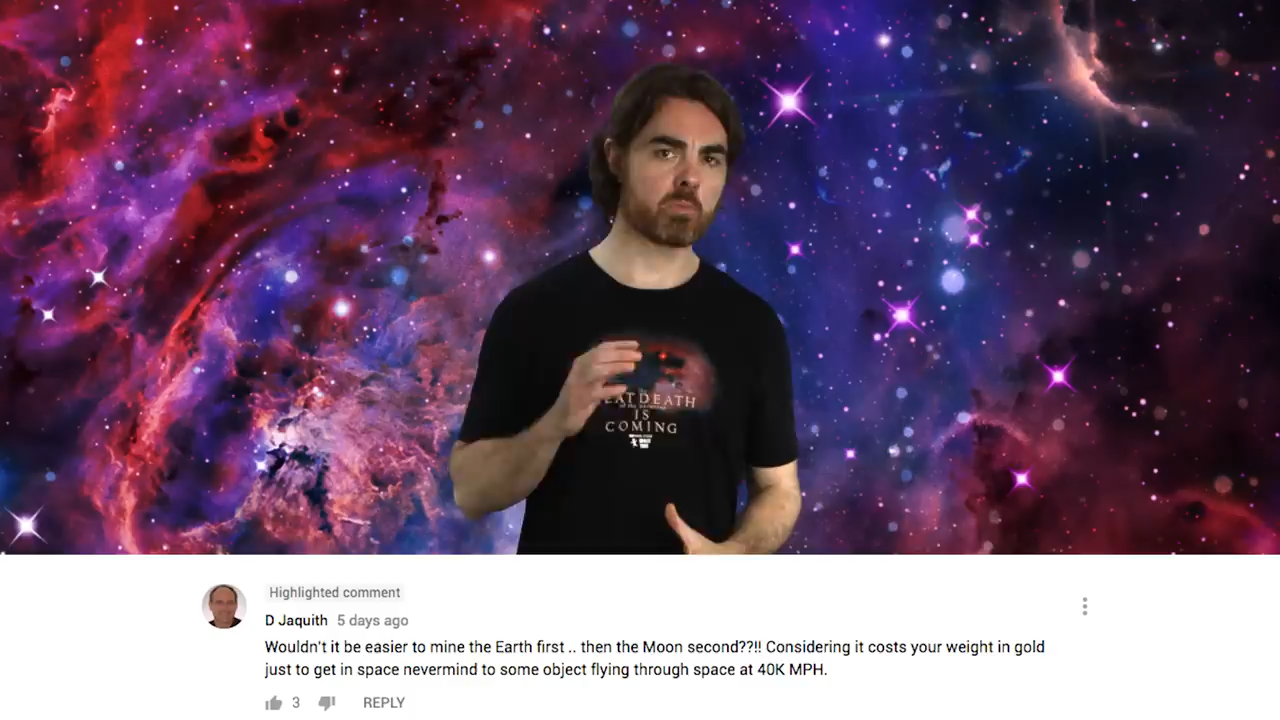 EAT DEATH
IS
COMING
Highlighted comment
D Jaquith 5 days ago
Wouldn't it be easier to mine the Earth first .. then the Moon second??!! Considering it costs your weight in gold
just to get in space nevermind to some object flying through space at 40K MPH.
3 REPLY